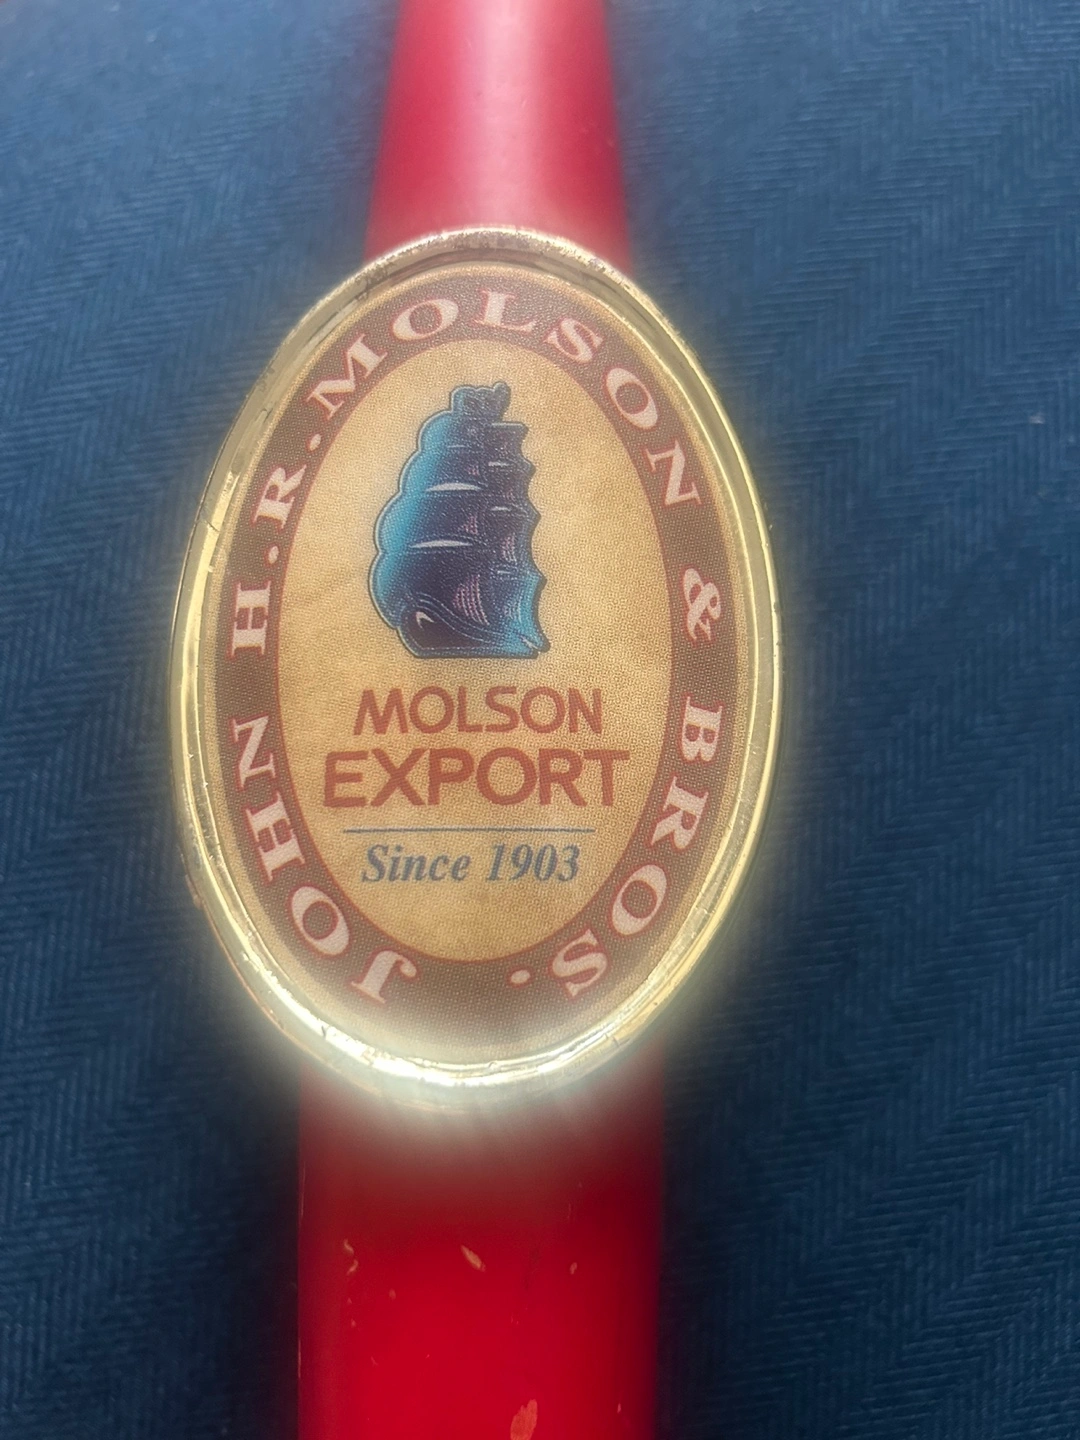 JOHN H.R. MOLSON & BROS.
MOLSON
EXPORT
Since 1903